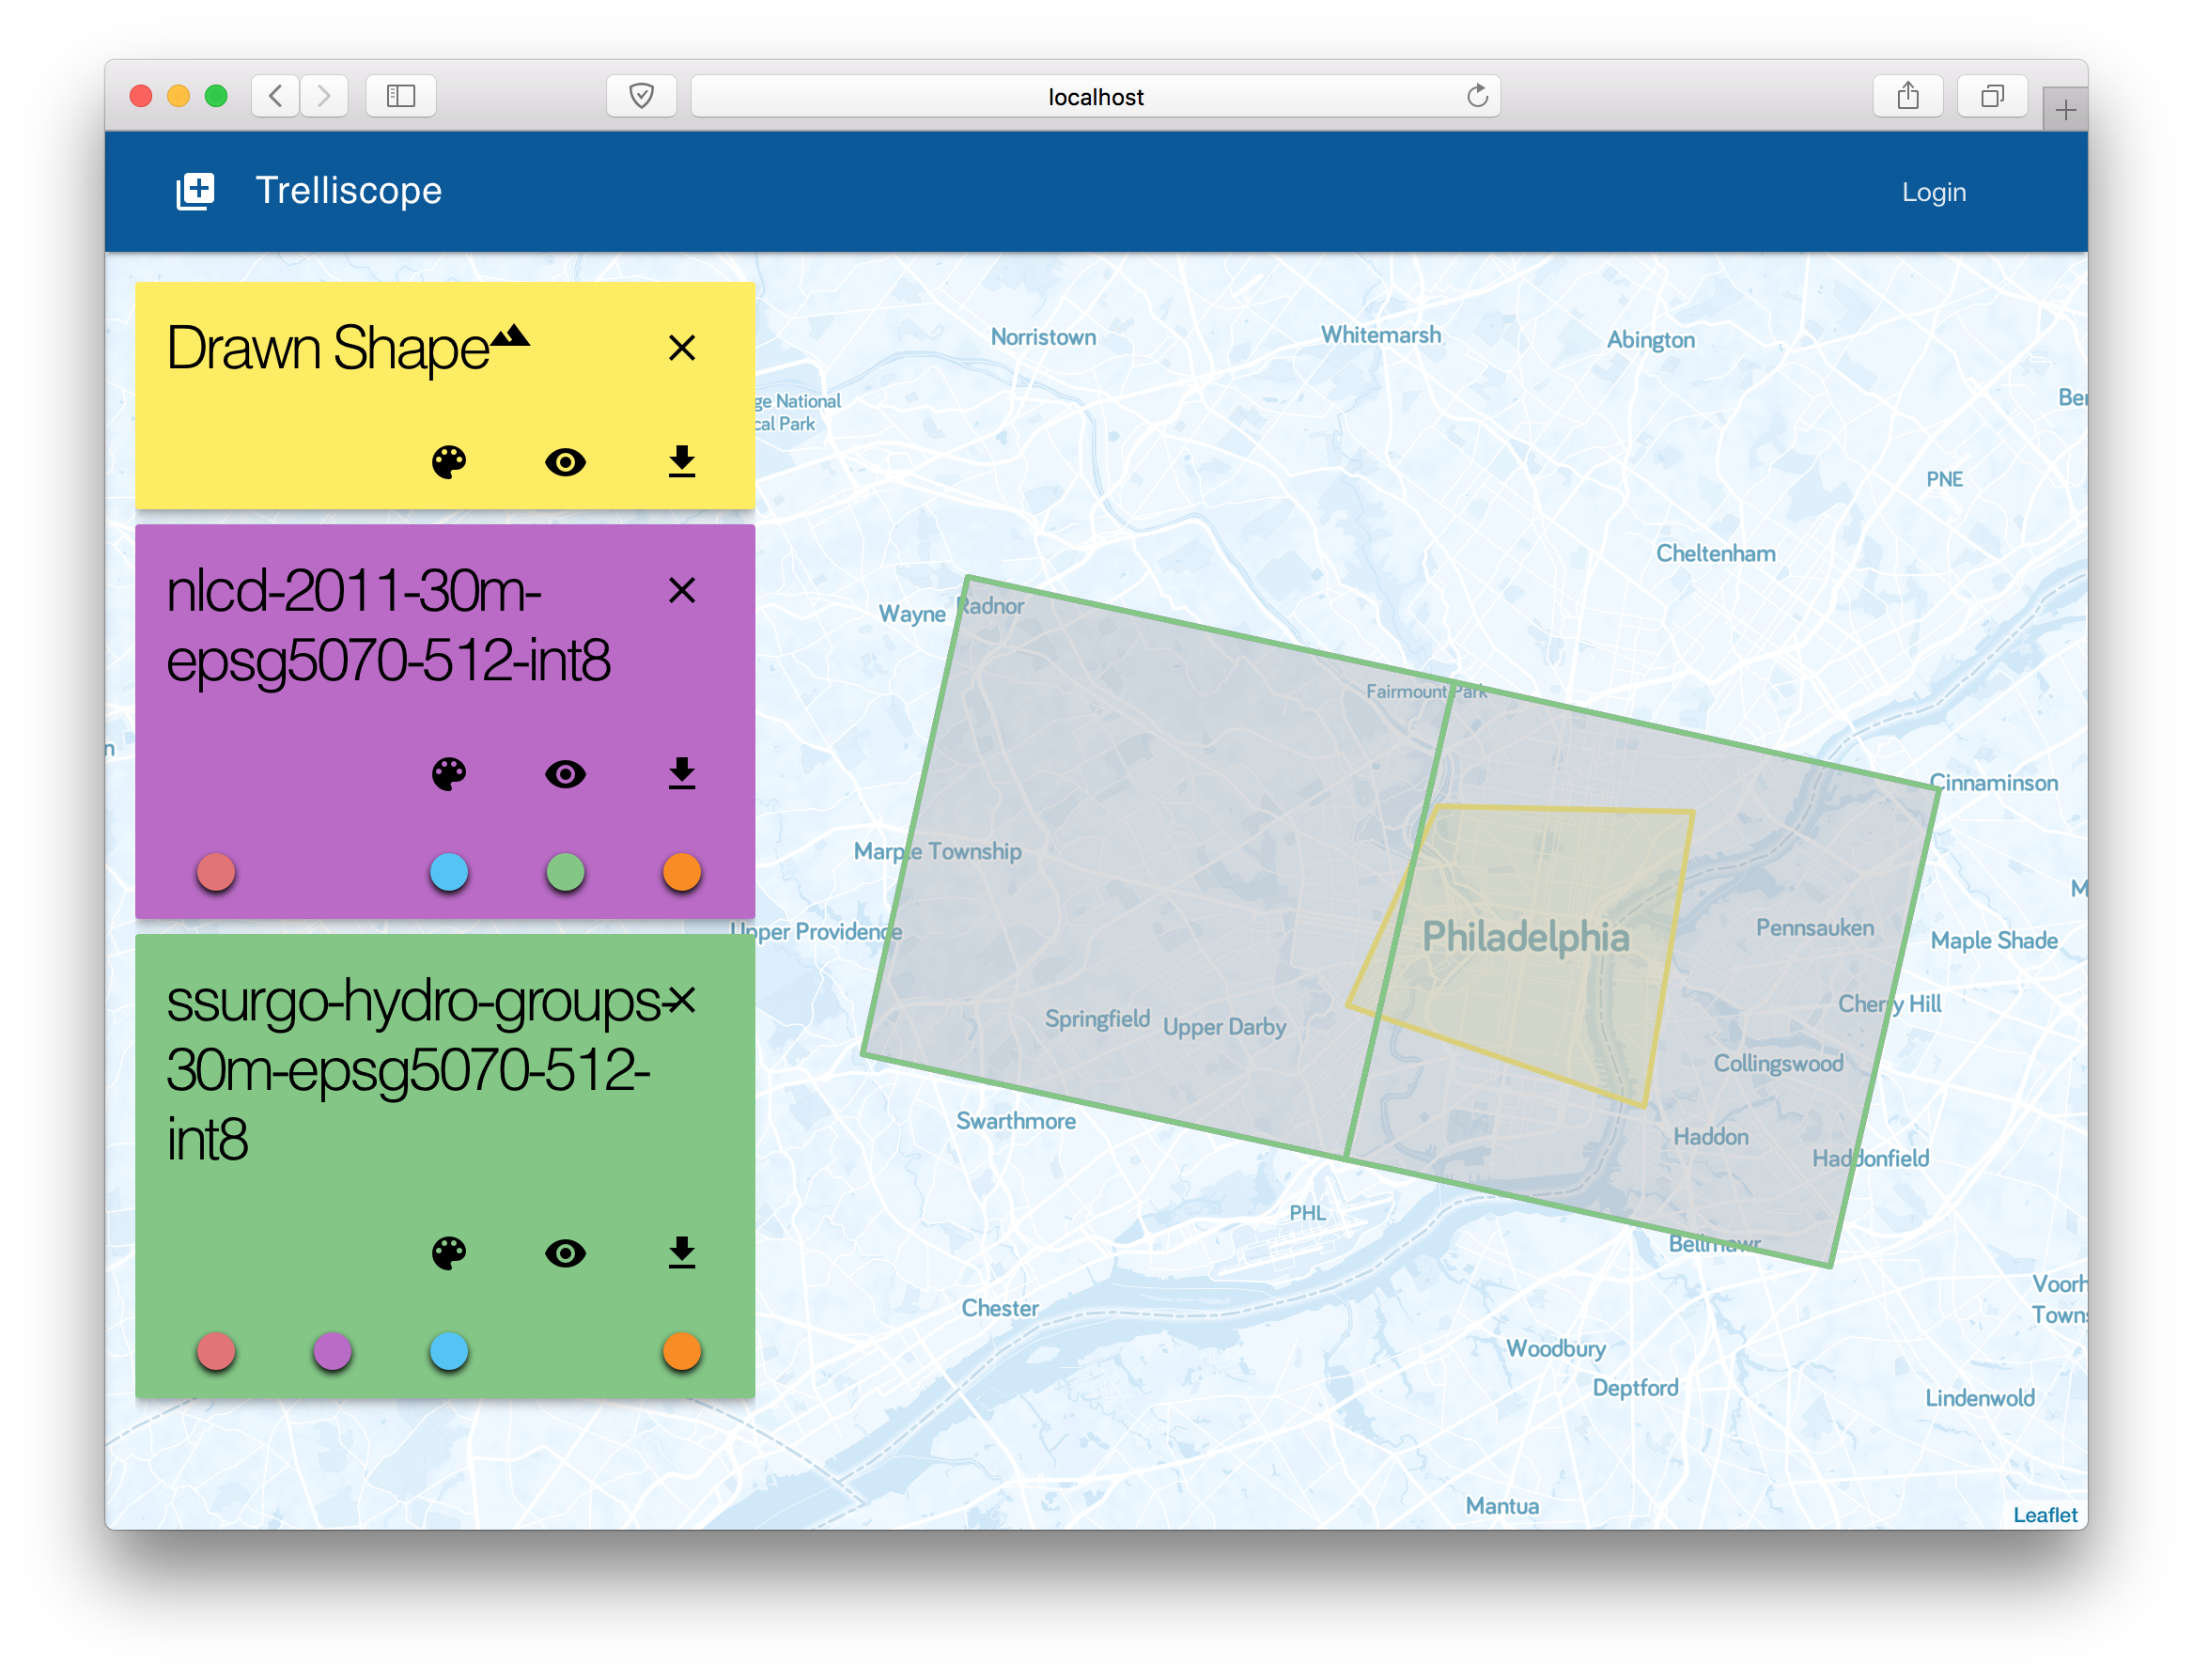 localhost
Trelliscope
Login
Drawn Shape
nlcd-2011-30m-
epsg5070-512-int8
ssurgo-hydro-groups-
30m-epsg5070-512-
int8
Norristown
Whitemarsh
Abington
ge National
cal Park
Ber
PNE
Cheltenham
Wayne
Radnor
Fairmount Park
Cinnaminson
Marple Township
Upper Providence
Philadelphia
Pennsauken
Maple Shade
M
n
Cherry Hill
Springfield
Upper Darby
Collingswood
Swarthmore
Haddon
Haddonfield
PHL
Bellmawr
Chester
Voorh
Towns
Woodbury
Deptford
Lindenwold
Mantua
Leaflet